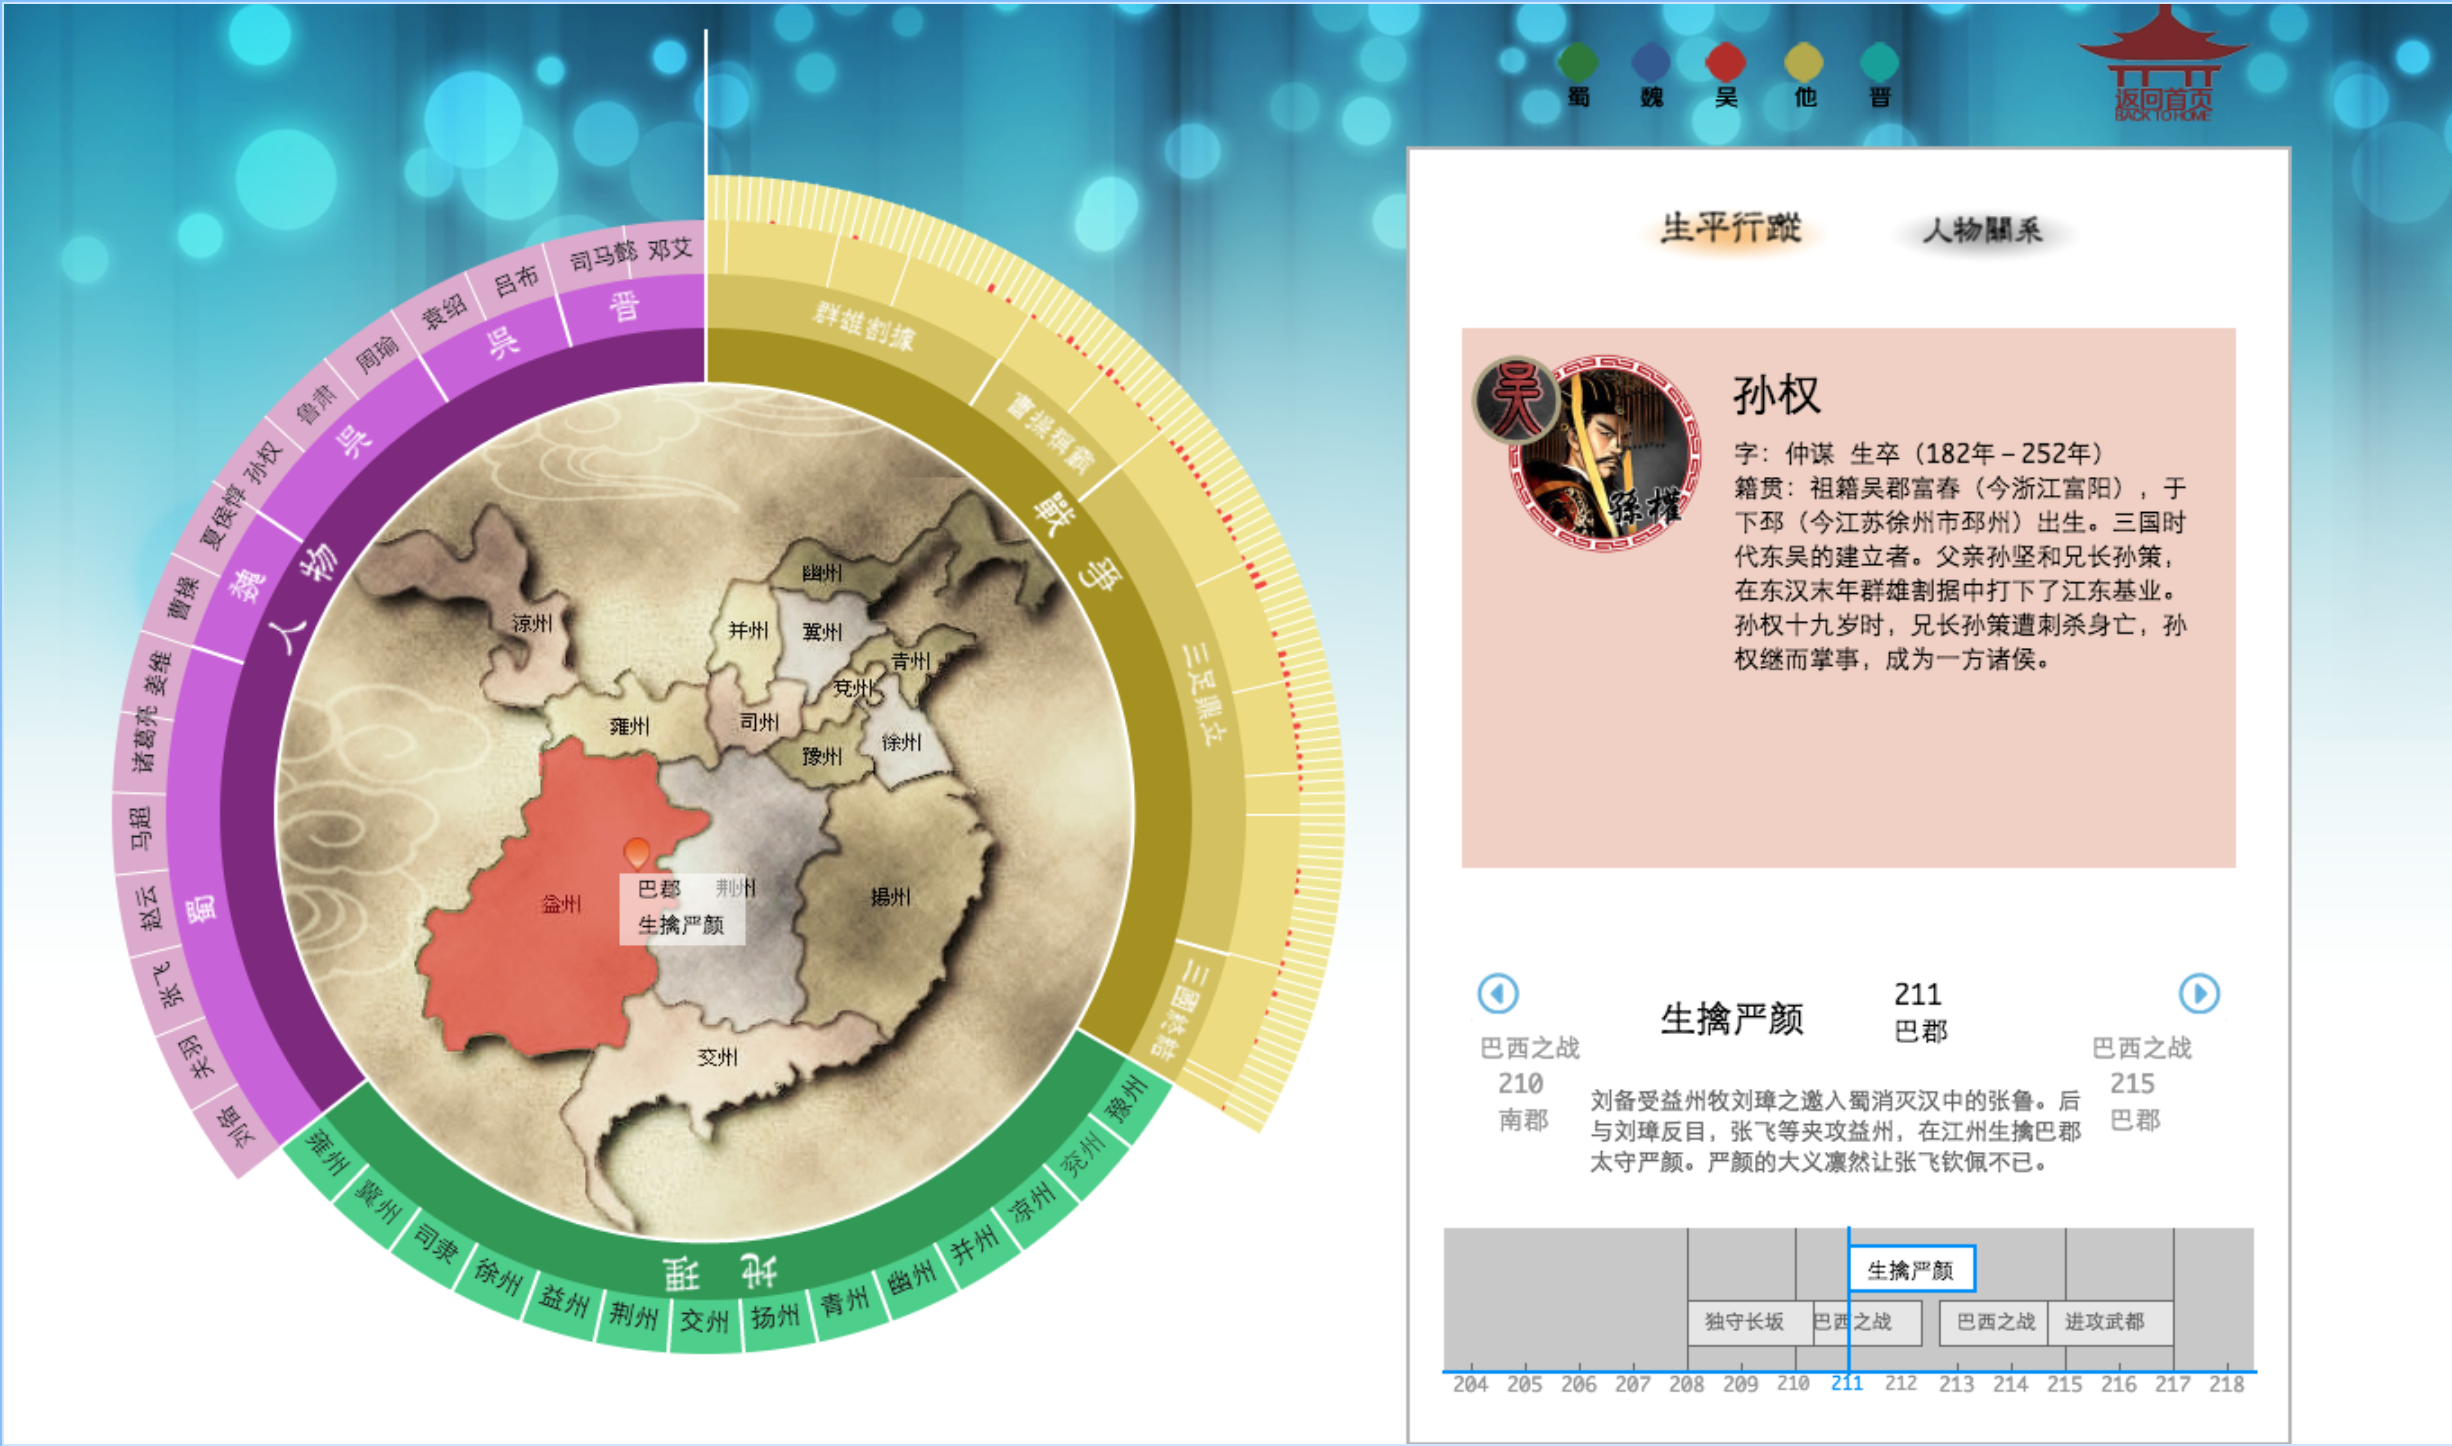 蜀
魏
吴
他
晋
返回首页
BACK TO HOME
邓艾
司马懿
吕布
袁绍
周瑜
鲁肃
孙权
夏侯惇
曹操
姜维
诸葛亮
马超
赵云
张飞
关羽
刘备
晋
吳
吳
魏
蜀
人物
群雄割據
曹操稱霸
三足鼎立
三國終結
戰爭
幽州
并州
冀州
涼州
青州
兗州
雍州
司州
徐州
豫州
益州
巴郡
荆州
生擒严颜
揚州
交州
地理
雍州
冀州
司隶
徐州
益州
荆州
交州
扬州
青州
幽州
并州
凉州
兖州
豫州
生平行蹤
人物關系
吴
孫權
孙权
字：仲谋 生卒（182年－252年）
籍贯：祖籍吴郡富春（今浙江富阳），于
下邳（今江苏徐州市邳州）出生。三国时
代东吴的建立者。父亲孙坚和兄长孙策，
在东汉末年群雄割据中打下了江东基业。
孙权十九岁时，兄长孙策遭刺杀身亡，孙
权继而掌事，成为一方诸侯。
巴西之战
210
南郡
生擒严颜
211
巴郡
巴西之战
215
巴郡
刘备受益州牧刘璋之邀入蜀消灭汉中的张鲁。后
与刘璋反目，张飞等夹攻益州，在江州生擒巴郡
太守严颜。严颜的大义凛然让张飞钦佩不已。
生擒严颜
独守长坂 巴西之战 巴西之战 进攻武都
204 205 206 207 208 209 210 211 212 213 214 215 216 217 218